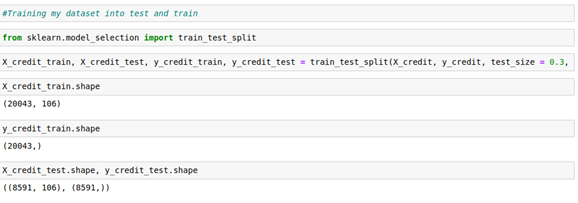 #Training my dataset into test and train
from sklearn.model_selection import train_test_split
X_credit_train, X_credit_test, y_credit_train, y_credit_test = train_test_split(X_credit, y_credit, test_size = 0.3,
X_credit_train.shape
(20043, 106)
y_credit_train.shape
(20043,)
X_credit_test.shape, y_credit_test.shape
((8591, 106), (8591,))